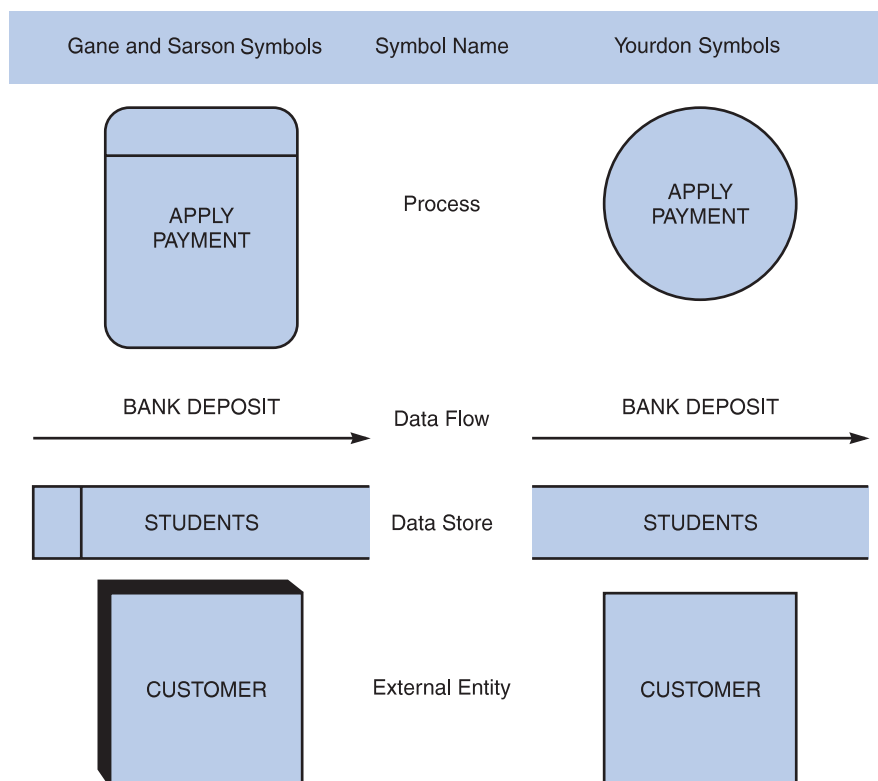 Gane and Sarson Symbols
Symbol Name
Yourdon Symbols
APPLY
PAYMENT
Process
APPLY
PAYMENT
BANK DEPOSIT
Data Flow
BANK DEPOSIT
STUDENTS
Data Store
STUDENTS
CUSTOMER
External Entity
CUSTOMER